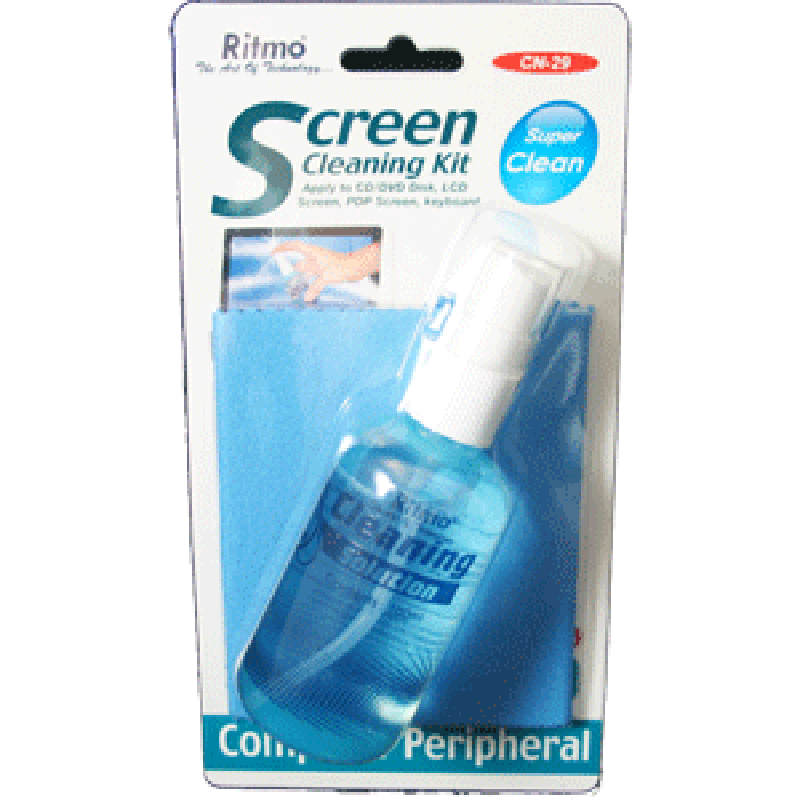 Ritmo®
The Art Of Technology...
CN-29
Screen
Cleaning Kit
Apply to CD/DVD Disk, LCD
Screen, PDP Screen, keyboard
Super
Clean
Ritmo®
Cleaning
Solution
Peripheral